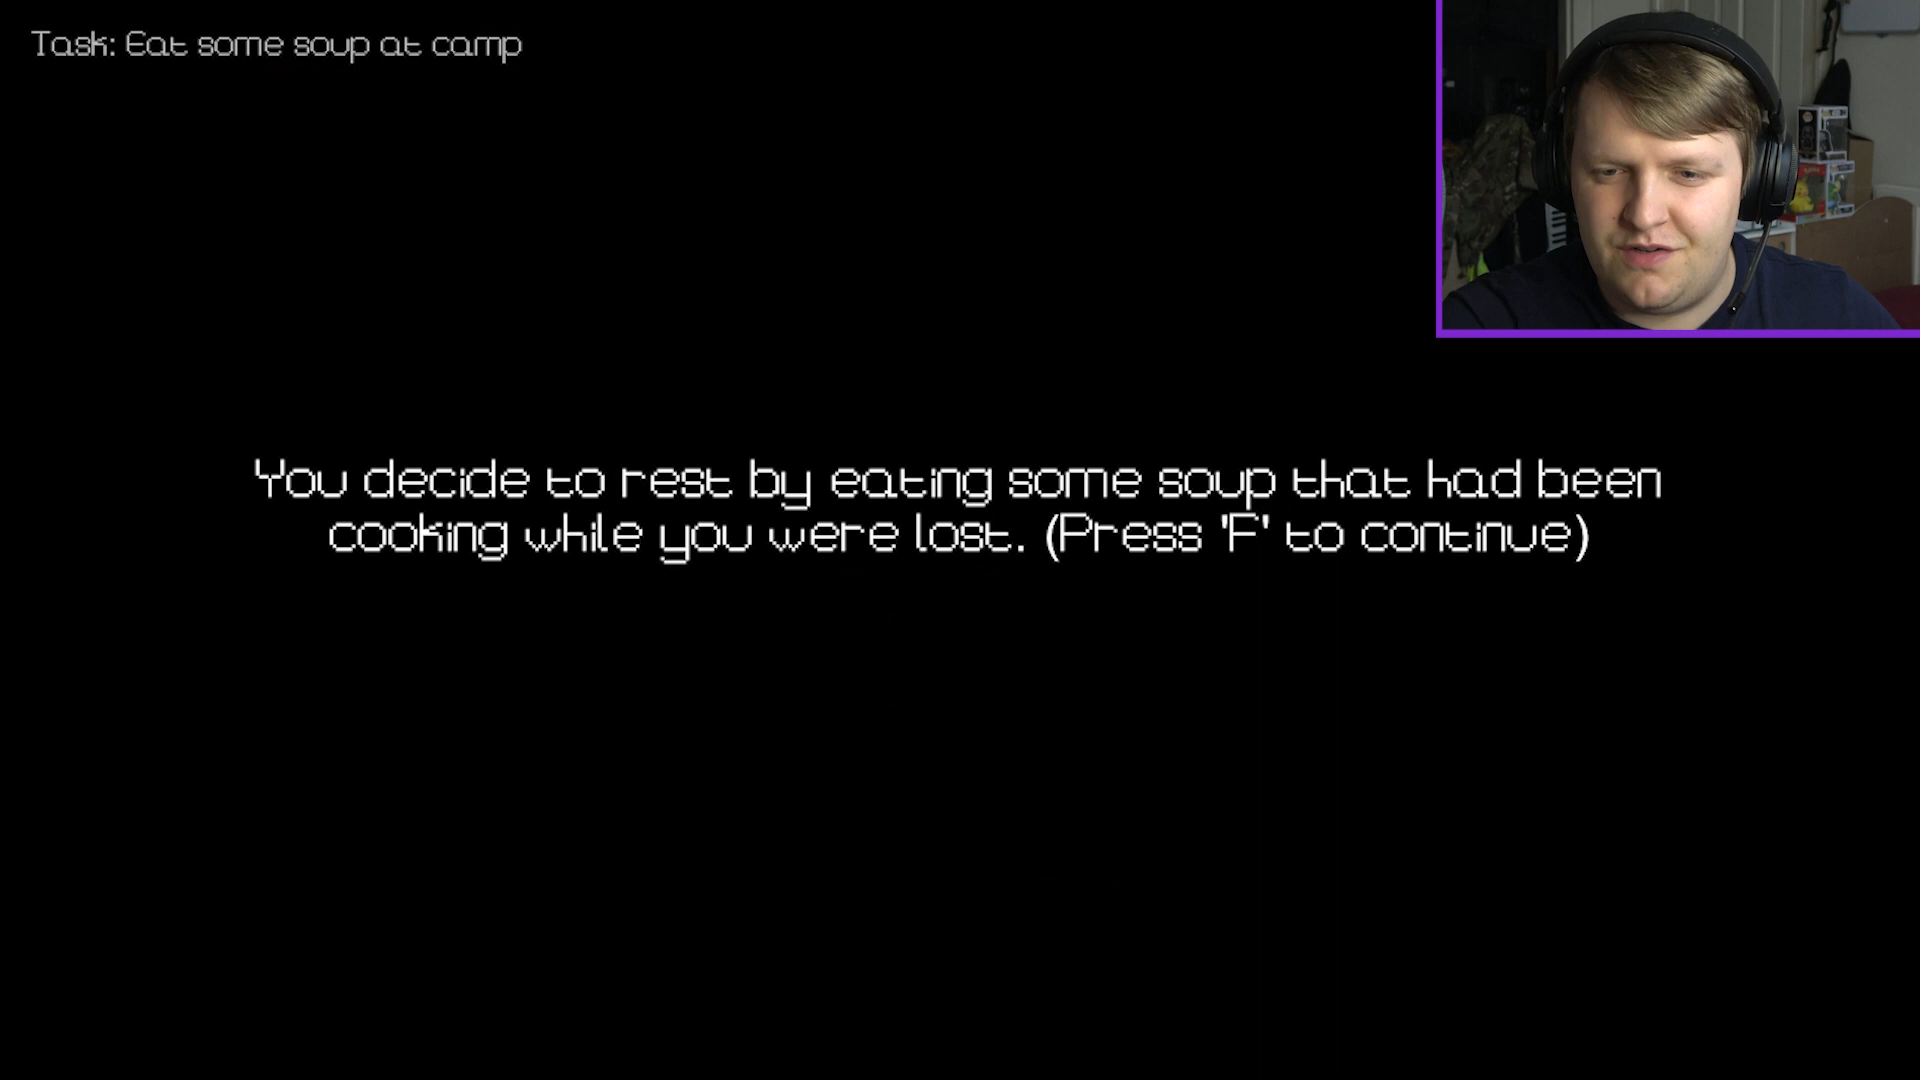 Task: Eat some soup at camp
You decide to rest by eating some soup that had been
cooking while you were lost. (Press 'F' to continue)